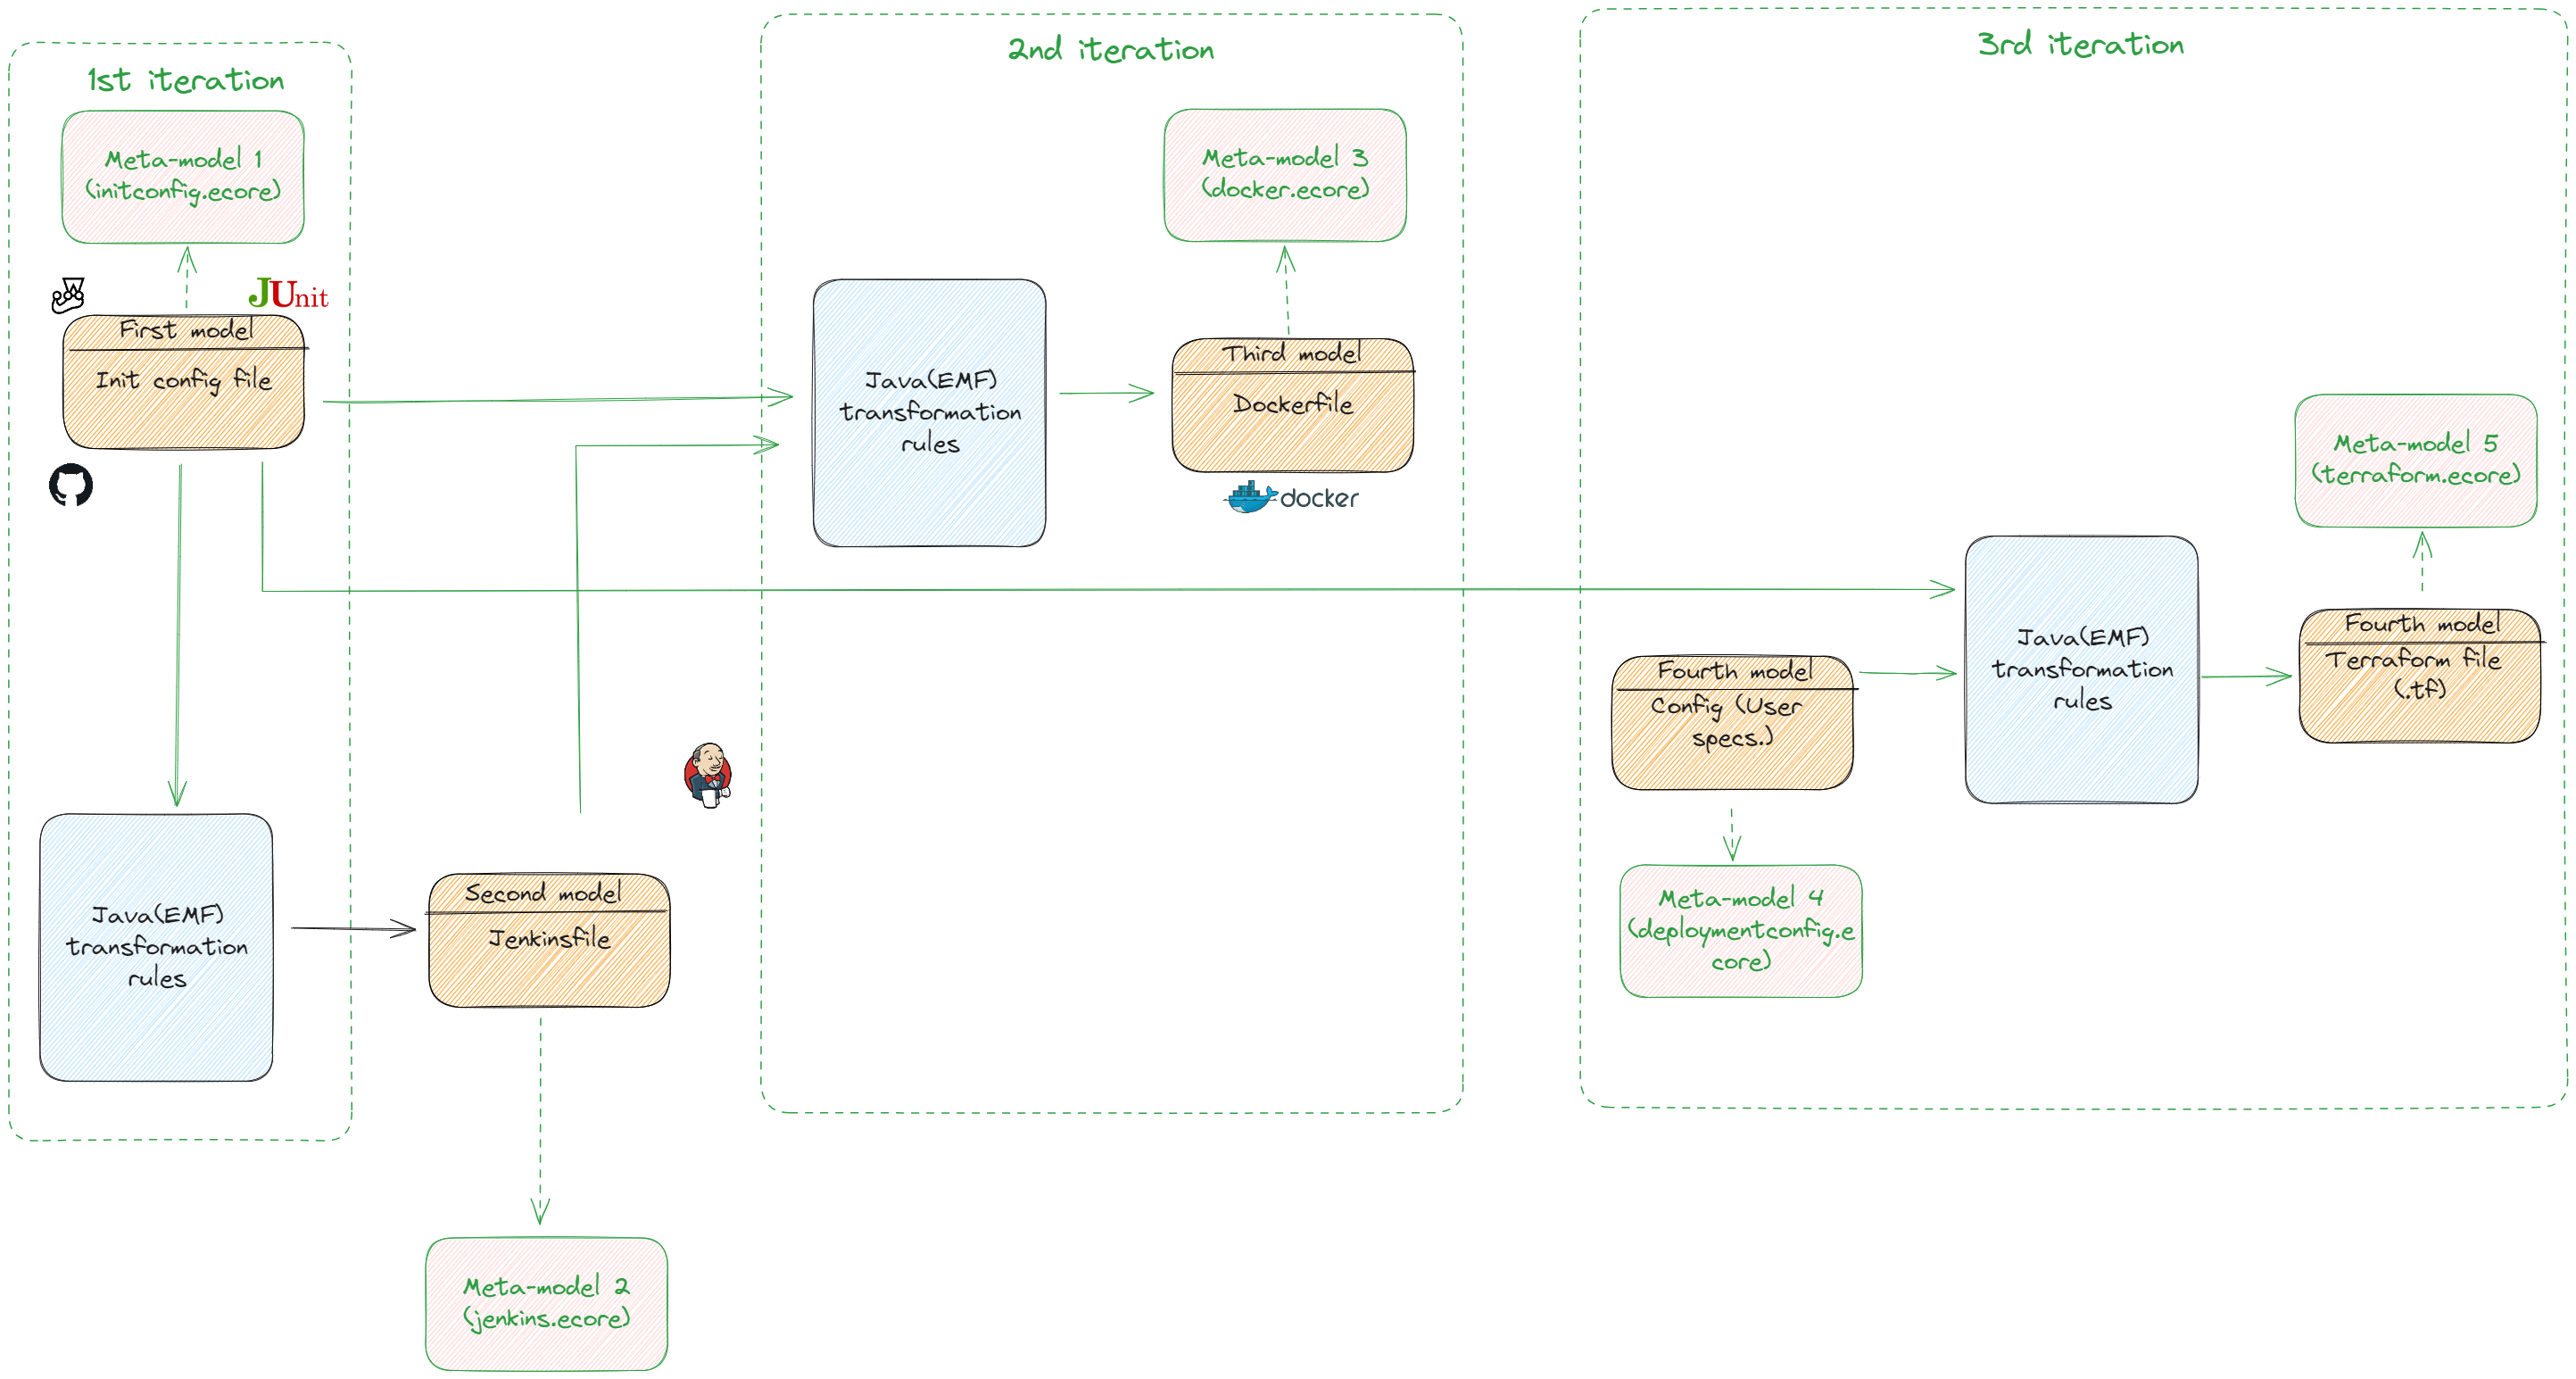 1st iteration
Meta-model 1
(initconfig.ecore)
JUnit
First model
Init config file
Java(EMF)
transformation
rules
Second model
Jenkinsfile
Meta-model 2
(jenkins.ecore)
2nd iteration
Meta-model 3
(docker.ecore)
Java(EMF)
transformation
rules
Third model
Dockerfile
docker
3rd iteration
Meta-model 5
(terraform.ecore)
Java(EMF)
transformation
rules
Fourth model
Terraform file
(.tf)
Fourth model
Config (User
specs.)
Meta-model 4
(deploymentconfig.e
core)